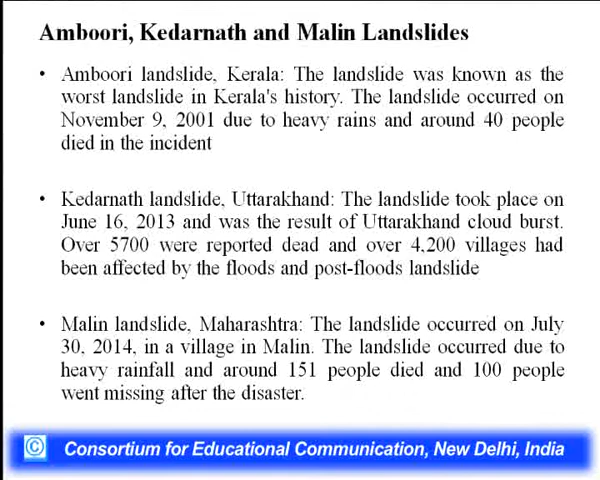 Amboori, Kedarnath and Malin Landslides
• Amboori landslide, Kerala: The landslide was known as the
worst landslide in Kerala's history. The landslide occurred on
November 9, 2001 due to heavy rains and around 40 people
died in the incident
• Kedarnath landslide, Uttarakhand: The landslide took place on
June 16, 2013 and was the result of Uttarakhand cloud burst.
Over 5700 were reported dead and over 4,200 villages had
been affected by the floods and post-floods landslide
• Malin landslide, Maharashtra: The landslide occurred on July
30, 2014, in a village in Malin. The landslide occurred due to
heavy rainfall and around 151 people died and 100 people
went missing after the disaster.
© Consortium for Educational Communication, New Delhi, India